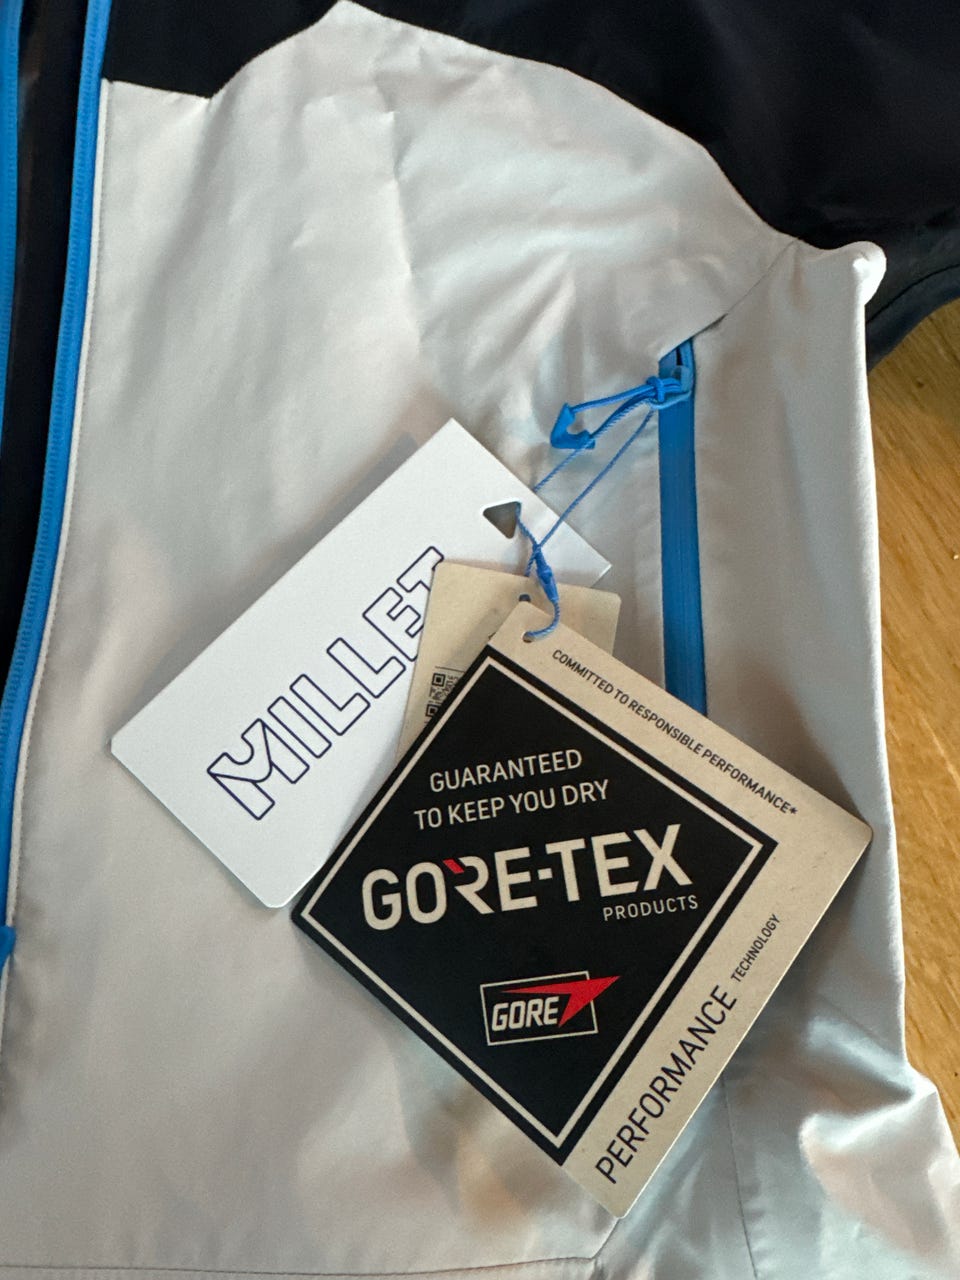 MILLET
COMMITTED TO RESPONSIBLE PERFORMANCE*
GUARANTEED
TO KEEP YOU DRY
GORE-TEX
PRODUCTS
GORE
PERFORMANCE TECHNOLOGY